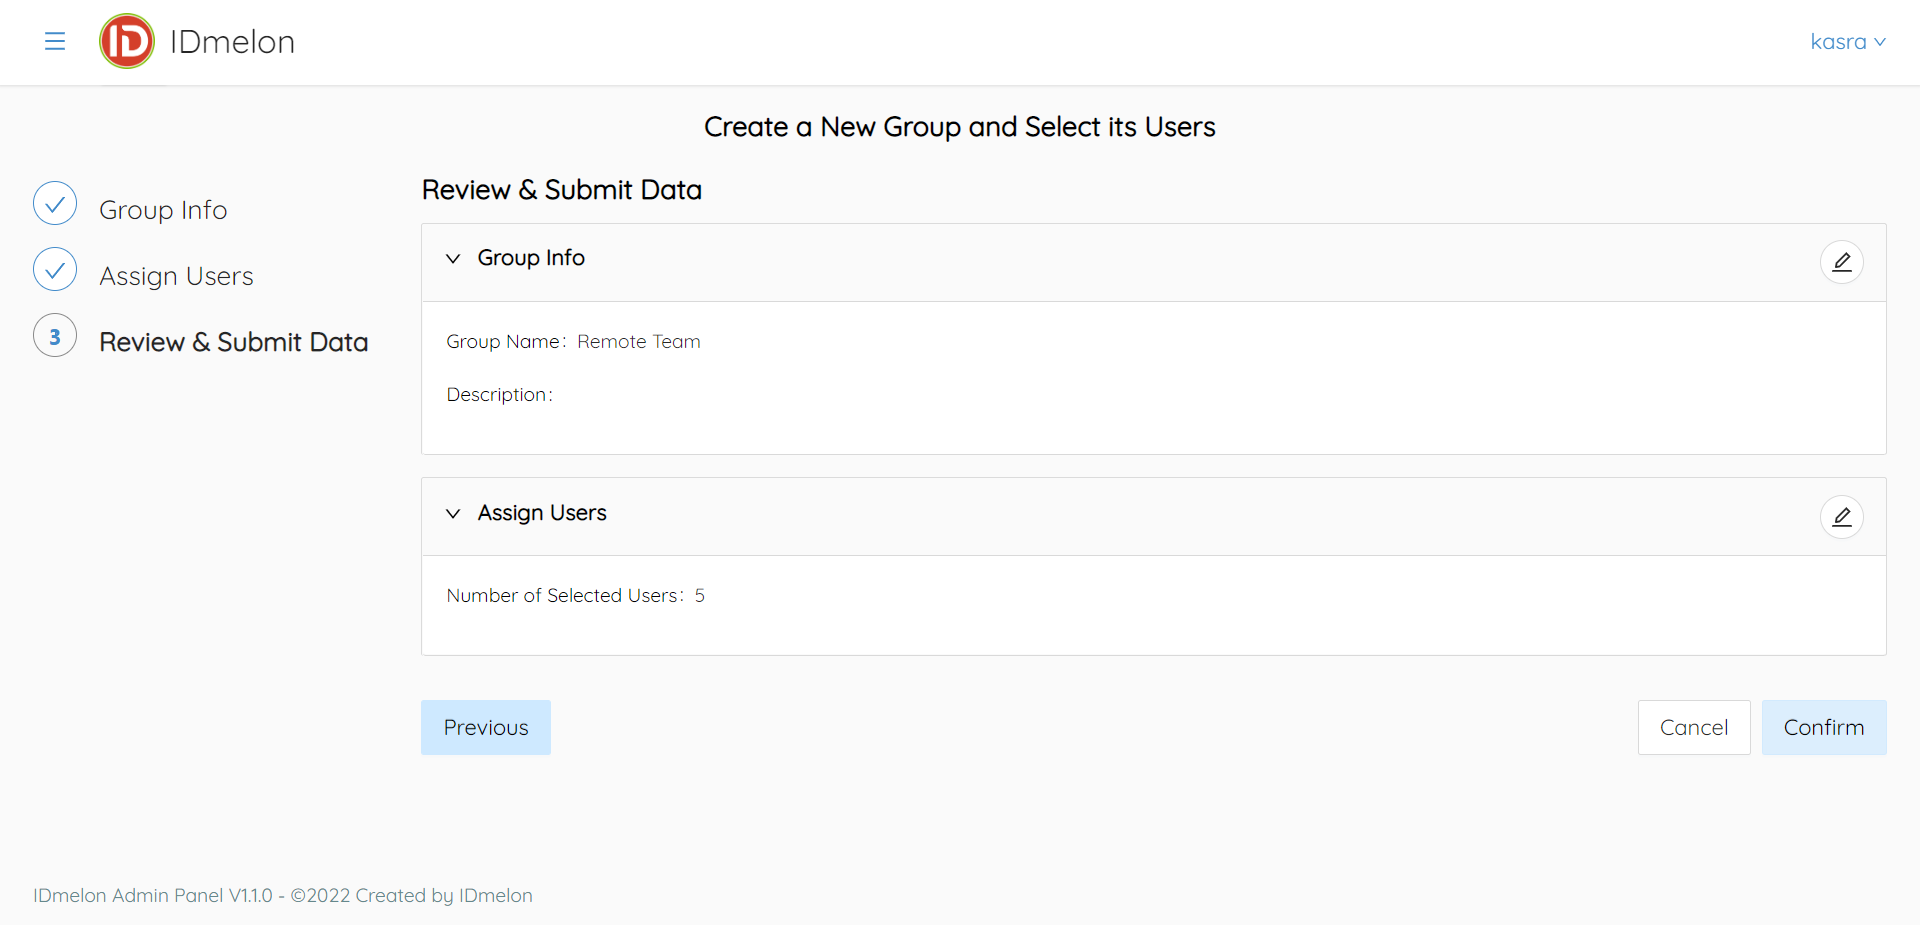 ID IDmelon
kasra
Create a New Group and Select its Users
Group Info
Assign Users
3 Review & Submit Data
Review & Submit Data
Group Info
Group Name: Remote Team
Description:
Assign Users
Number of Selected Users: 5
Previous
Cancel
Confirm
IDmelon Admin Panel V1.1.0 - ©2022 Created by IDmelon